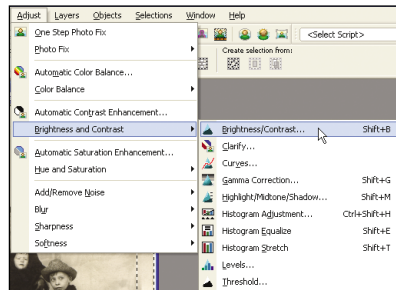 Adjust Layers Objects Selections Window Help
One Step Photo Fix
Photo Fix
Automatic Color Balance...
Color Balance
Automatic Contrast Enhancement...
Brightness and Contrast
Automatic Saturation Enhancement...
Hue and Saturation
Add/Remove Noise
Blur
Sharpness
Softness
<Select Script>
Create selection from:
Brightness/Contrast... Shift+B
Clarify...
Curves...
Gamma Correction... Shift+G
Highlight/Midtone/Shadow... Shift+M
Histogram Adjustment... Ctrl+Shift+H
Histogram Equalize Shift+E
Histogram Stretch Shift+T
Levels...
Threshold...